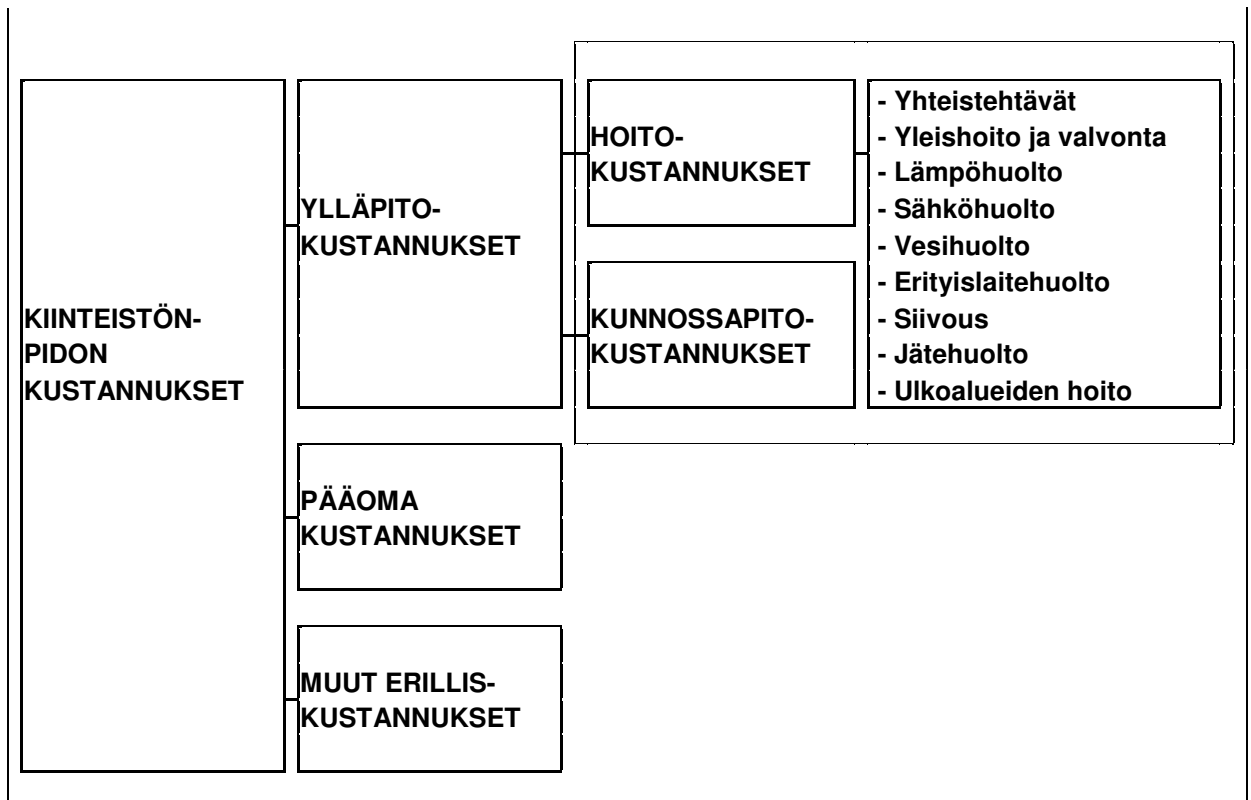 KIINTEISTÖN-
PIDON
KUSTANNUKSET
YLLÄPITO-
KUSTANNUKSET
HOITO-
KUSTANNUKSET
- Yhteistehtävät
- Yleishoito ja valvonta
- Lämpöhuolto
- Sähköhuolto
- Vesihuolto
- Erityislaitehuolto
- Siivous
- Jätehuolto
- Ulkoalueiden hoito
KUNNOSSAPITO-
KUSTANNUKSET
PÄÄOMA
KUSTANNUKSET
MUUT ERILLIS-
KUSTANNUKSET